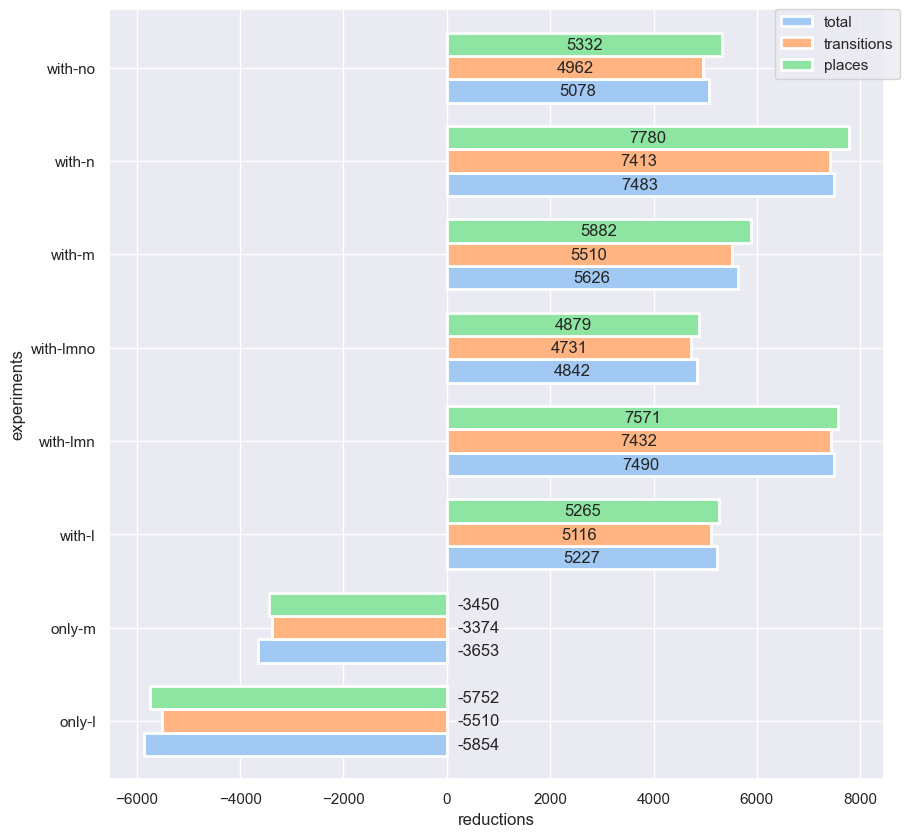 total
transitions
places
with-no
5332
4962
5078
with-n
7780
7413
7483
with-m
5882
5510
5626
with-lmno
4879
4731
4842
with-lmn
7571
7432
7490
with-l
5265
5116
5227
only-m
-3450
-3374
-3653
only-l
-5752
-5510
-5854
experiments
−6000 −4000 −2000 0 2000 4000 6000 8000
reductions